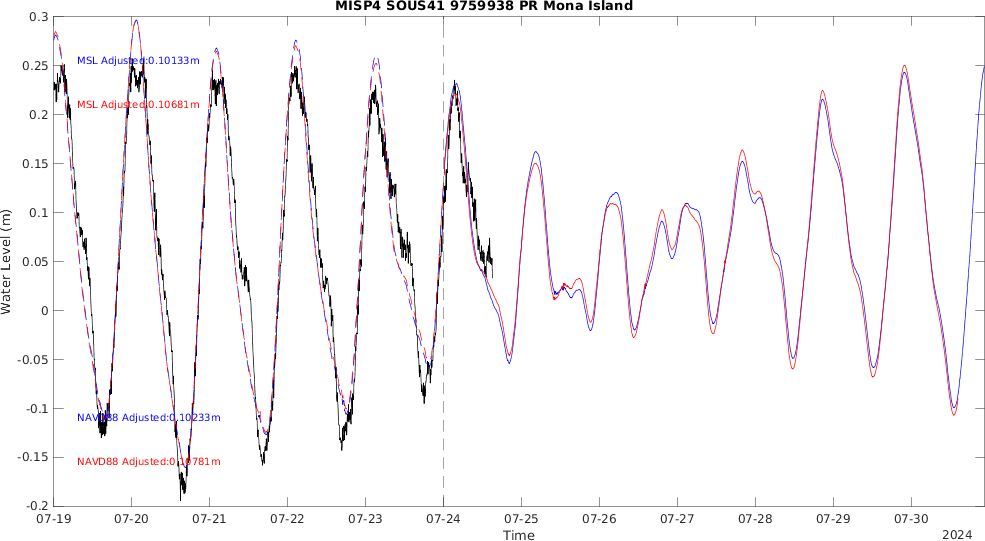 MISP4 SOUS41 9759938 PR Mona Island
Water Level (m)
0.3
0.25
0.2
0.15
0.1
0.05
0
-0.05
-0.1
-0.15
-0.2
MSL Adjusted:0.10133m
MSL Adjusted:0.10681m
NAVD88 Adjusted:0.10233m
NAVD88 Adjusted:0.10781m
07-19 07-20 07-21 07-22 07-23 07-24 07-25 07-26 07-27 07-28 07-29 07-30
Time
2024